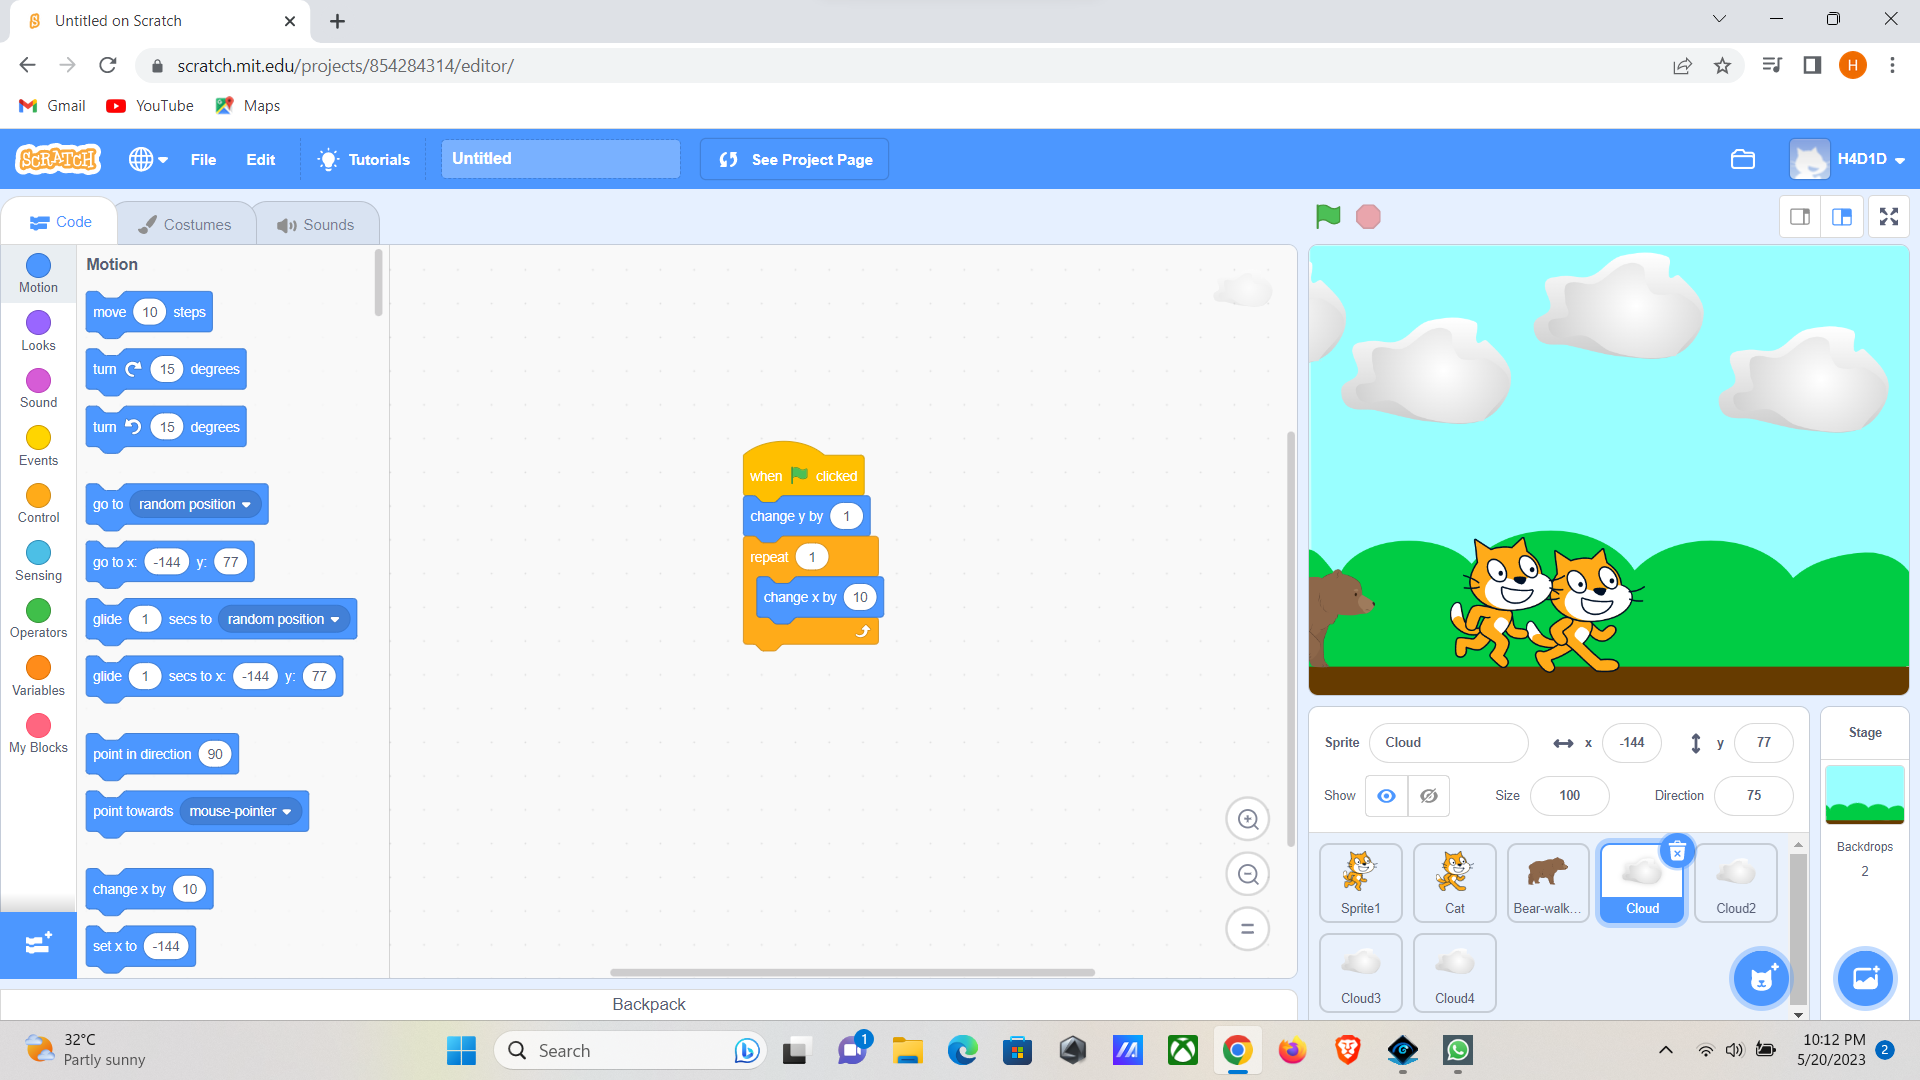 Untitled on Scratch
scratch.mit.edu/projects/854284314/editor/
H
Gmail YouTube Maps
SCRATCH File Edit Tutorials Untitled See Project Page H4D1D
Code Costumes Sounds
Motion
Looks
Sound
Events
Control
Sensing
Operators
Variables
My Blocks
Motion
move 10 steps
turn 15 degrees
turn 15 degrees
go to random position
go to x: -144 y: 77
glide 1 secs to random position
glide 1 secs to x: -144 y: 77
point in direction 90
point towards mouse-pointer
change x by 10
set x to -144
when clicked
change y by 1
repeat 1
change x by 10
Sprite Cloud x -144 y 77
Show Size 100 Direction 75
Sprite1 Cat Bear-walk... Cloud Cloud2
Cloud3 Cloud4
Stage
Backdrops
2
Backpack
32°C
Partly sunny
Search
1
10:12 PM
5/20/2023
2